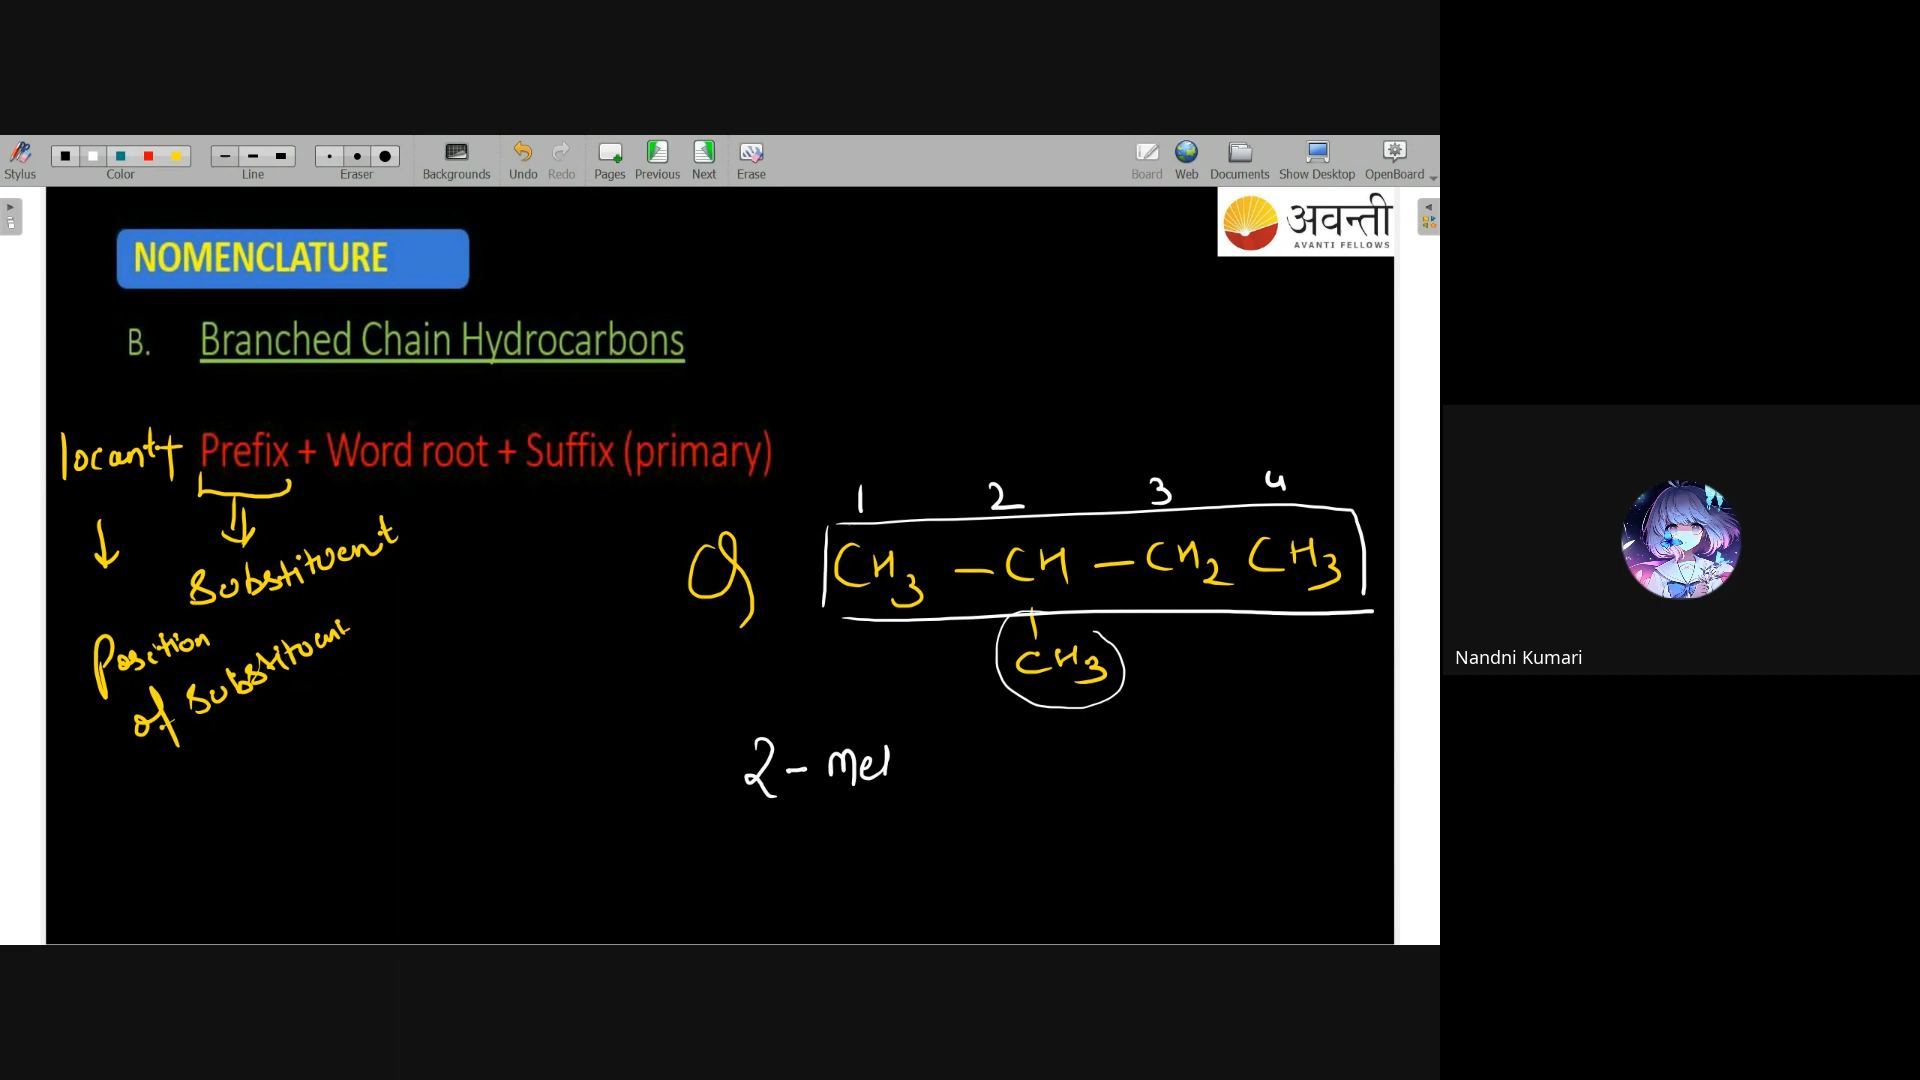 Stylus Color Line Eraser Backgrounds Undo Redo Pages Previous Next Erase Board Web Documents Show Desktop OpenBoard
अवन्ती
AVANTI FELLOWS
NOMENCLATURE
B. Branched Chain Hydrocarbons
locant + Prefix + Word root + Suffix (primary)
1 2 3 4
Q CH3 - CH - CH2 CH3
CH3
Substituent
Position
of substituent
2- met
Nandni Kumari